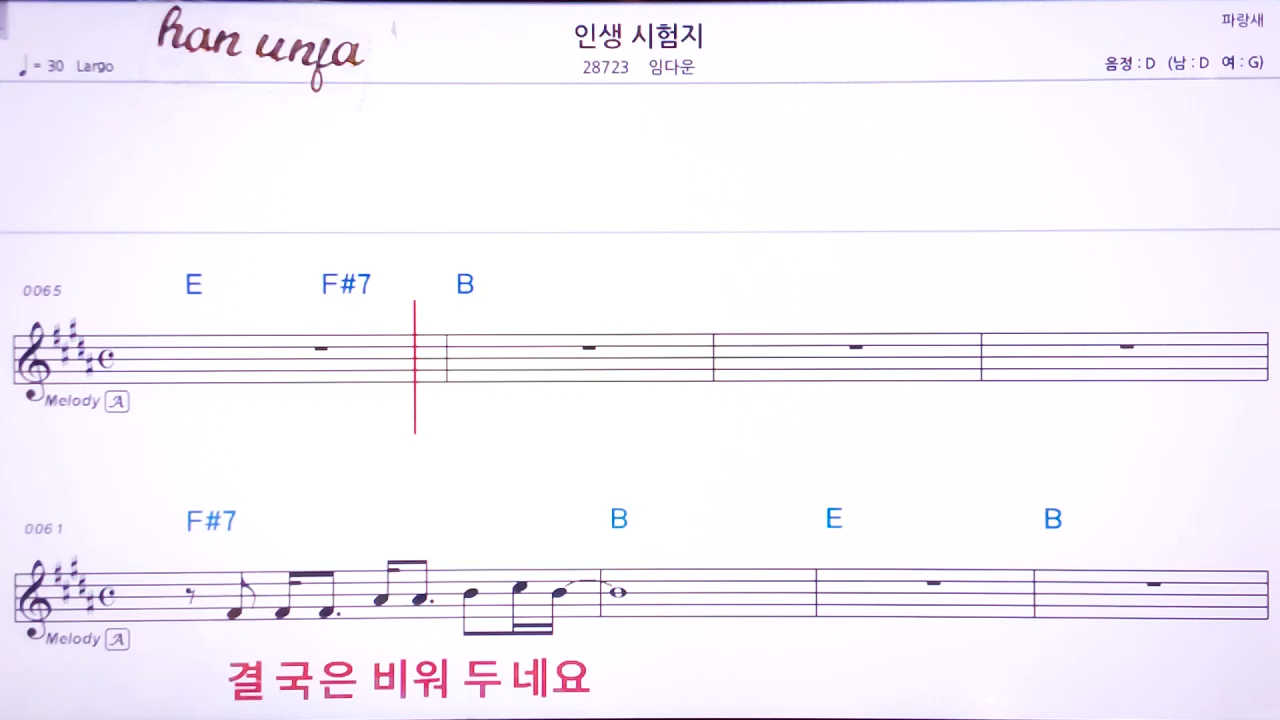 han unfa
인생 시험지
파랑새
♩= 30 Largo
28723 임다운
음정 : D (남 : D 여 : G)
E F#7 B
0065
Melody A
F#7 B E B
0061
Melody A
결국은 비워 두네요